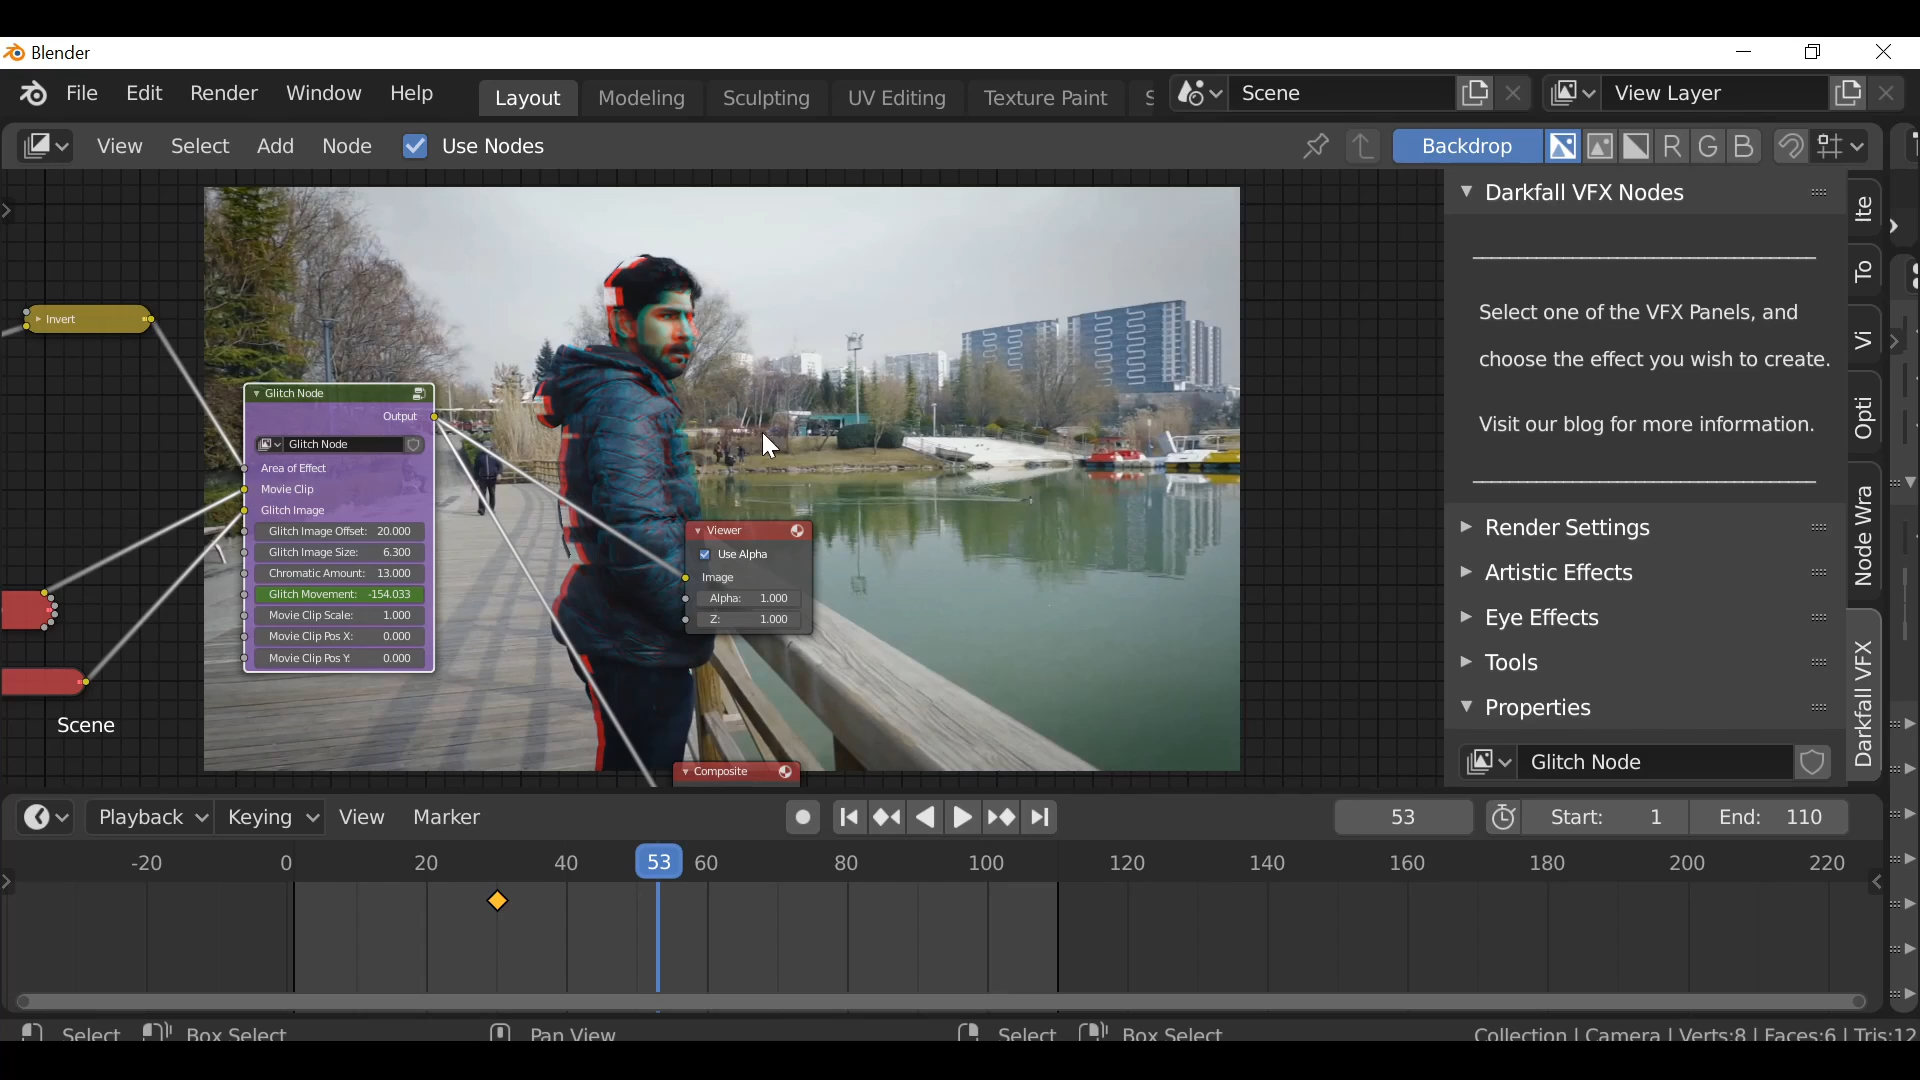 Blender
File Edit Render Window Help Layout Modeling Sculpting UV Editing Texture Paint Scene View Layer
View Select Add Node Use Nodes Backdrop R G B
Darkfall VFX Nodes
Select one of the VFX Panels, and
choose the effect you wish to create.
Visit our blog for more information.
Render Settings
Artistic Effects
Eye Effects
Tools
Properties
Glitch Node
Ite
To
Vi
Opti
Node Wra
Darkfall VFX
Invert
Glitch Node
Output
Glitch Node
Area of Effect
Movie Clip
Glitch Image
Glitch Image Offset: 20.000
Glitch Image Size: 6.300
Chromatic Amount: 13.000
Glitch Movement: -154.033
Movie Clip Scale: 1.000
Movie Clip Pos X: 0.000
Movie Clip Pos Y: 0.000
Viewer
Use Alpha
Image
Alpha: 1.000
Z: 1.000
Composite
Scene
Playback Keying View Marker 53 Start: 1 End: 110
-20 0 20 40 53 60 80 100 120 140 160 180 200 220
Select Box Select Pan View Select Box Select Collection | Camera | Verts:8 | Faces:6 | Tris:12